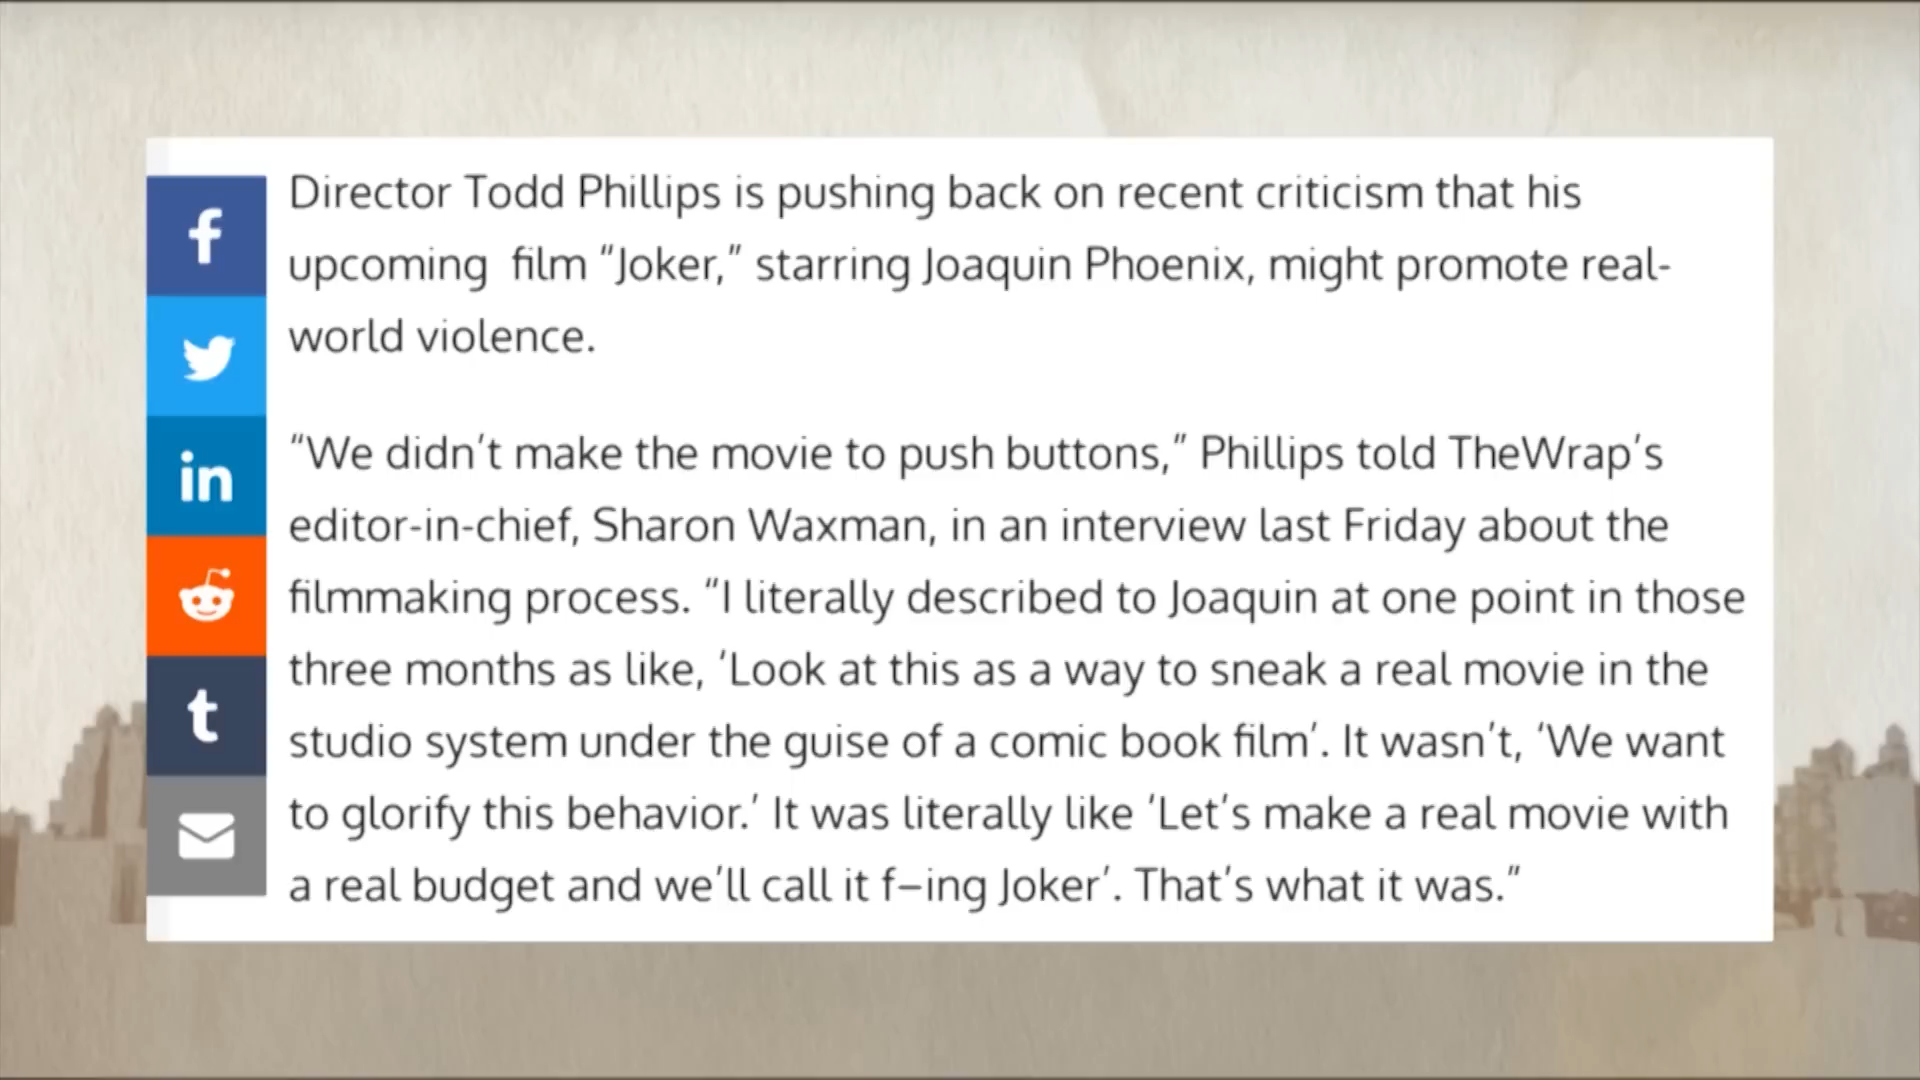 Director Todd Phillips is pushing back on recent criticism that his
upcoming film “Joker,” starring Joaquin Phoenix, might promote real-
world violence.
“We didn’t make the movie to push buttons,” Phillips told TheWrap’s
editor-in-chief, Sharon Waxman, in an interview last Friday about the
filmmaking process. “I literally described to Joaquin at one point in those
three months as like, ‘Look at this as a way to sneak a real movie in the
studio system under the guise of a comic book film’. It wasn’t, ‘We want
to glorify this behavior.’ It was literally like ‘Let’s make a real movie with
a real budget and we’ll call it f–ing Joker’. That’s what it was.”